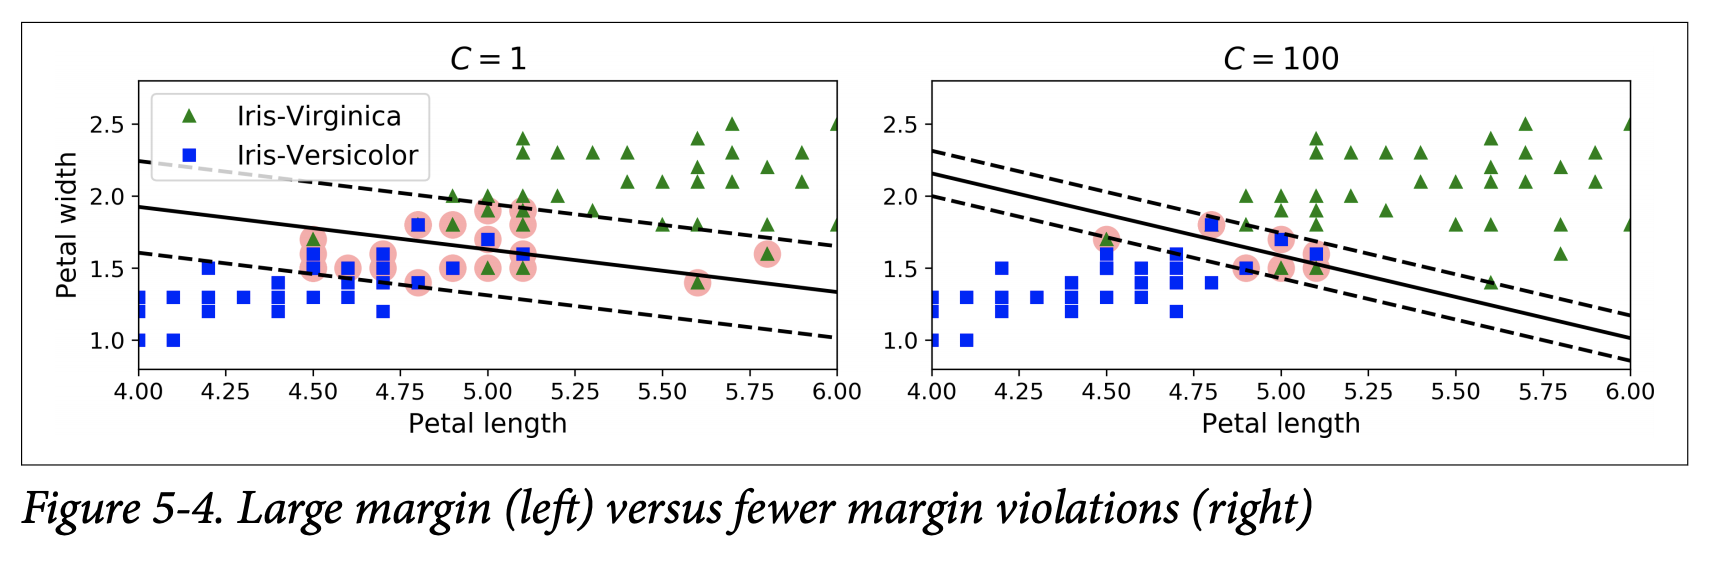 C = 1
Iris-Virginica
Iris-Versicolor
2.5
2.0
1.5
1.0
Petal width
4.00 4.25 4.50 4.75 5.00 5.25 5.50 5.75 6.00
Petal length
C = 100
2.5
2.0
1.5
1.0
4.00 4.25 4.50 4.75 5.00 5.25 5.50 5.75 6.00
Petal length
Figure 5-4. Large margin (left) versus fewer margin violations (right)